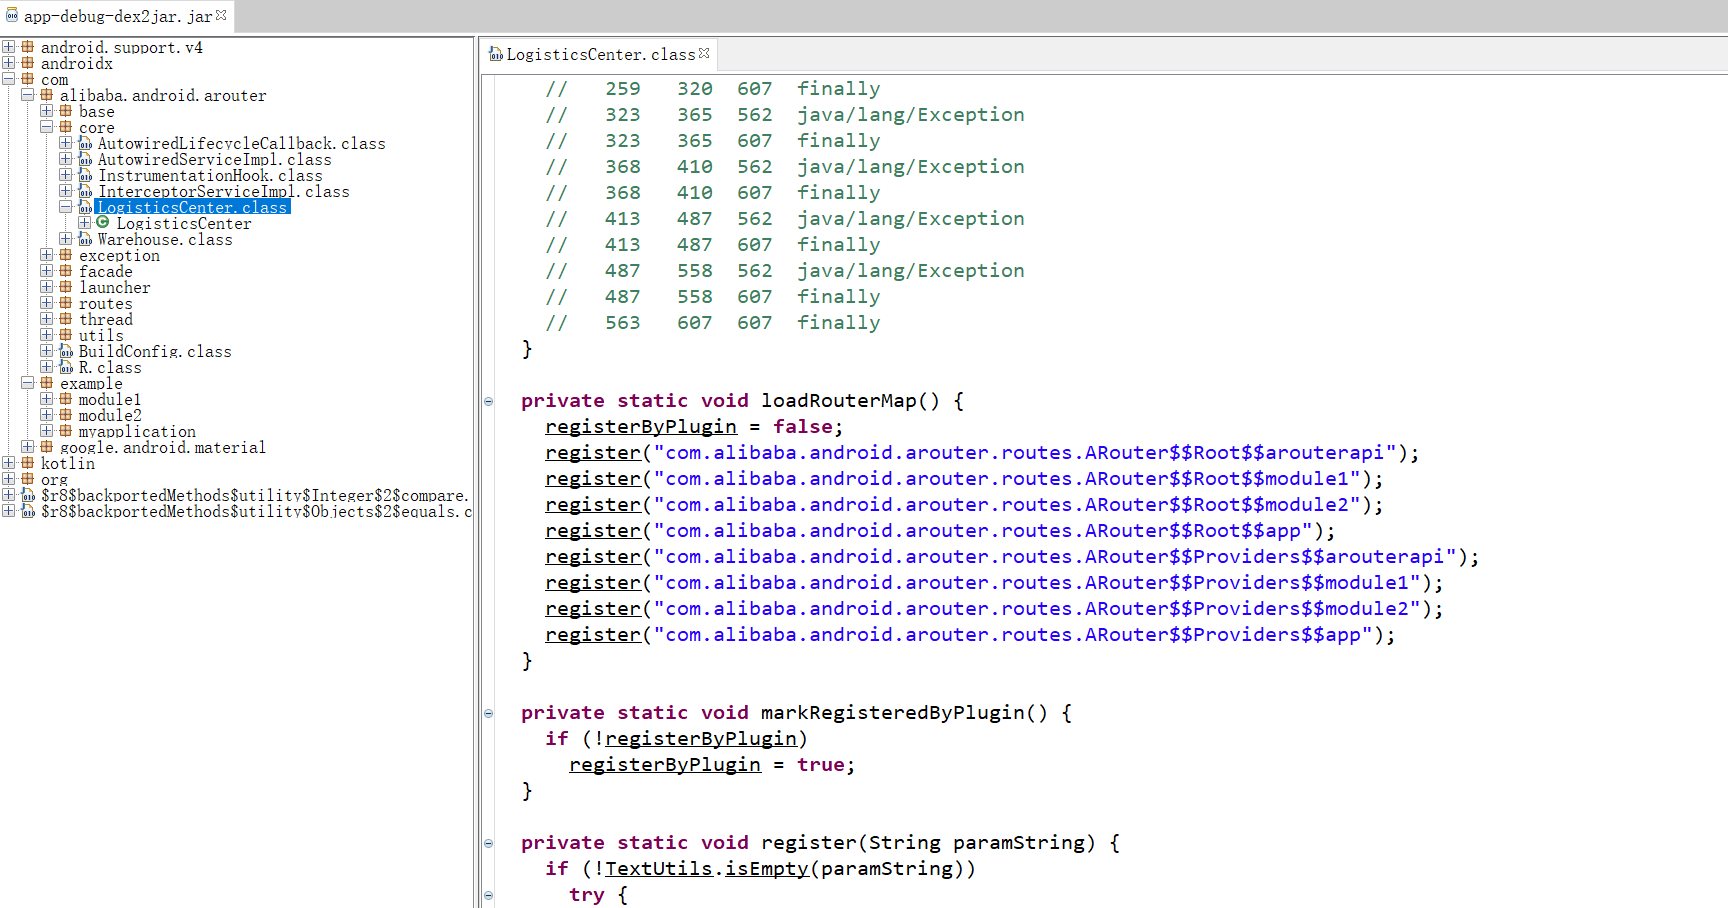 app-debug-dex2jar.jar
android.support.v4
androidx
com
alibaba.android.arouter
base
core
AutowiredLifecycleCallback.class
AutowiredServiceImpl.class
InstrumentationHook.class
InterceptorServiceImpl.class
LogisticsCenter.class
LogisticsCenter
Warehouse.class
exception
facade
launcher
routes
thread
utils
BuildConfig.class
R.class
example
module1
module2
myapplication
google.android.material
kotlin
org
$r8$backportedMethods$utility$Integer$2$compare.
$r8$backportedMethods$utility$Objects$2$equals.c
LogisticsCenter.class
// 259 320 607 finally
// 323 365 562 java/lang/Exception
// 323 365 607 finally
// 368 410 562 java/lang/Exception
// 368 410 607 finally
// 413 487 562 java/lang/Exception
// 413 487 607 finally
// 487 558 562 java/lang/Exception
// 487 558 607 finally
// 563 607 607 finally
}
private static void loadRouterMap() {
registerByPlugin = false;
register("com.alibaba.android.arouter.routes.ARouter$$Root$$arouterapi");
register("com.alibaba.android.arouter.routes.ARouter$$Root$$module1");
register("com.alibaba.android.arouter.routes.ARouter$$Root$$module2");
register("com.alibaba.android.arouter.routes.ARouter$$Root$$app");
register("com.alibaba.android.arouter.routes.ARouter$$Providers$$arouterapi");
register("com.alibaba.android.arouter.routes.ARouter$$Providers$$module1");
register("com.alibaba.android.arouter.routes.ARouter$$Providers$$module2");
register("com.alibaba.android.arouter.routes.ARouter$$Providers$$app");
}
private static void markRegisteredByPlugin() {
if (!registerByPlugin)
registerByPlugin = true;
}
private static void register(String paramString) {
if (!TextUtils.isEmpty(paramString))
try {